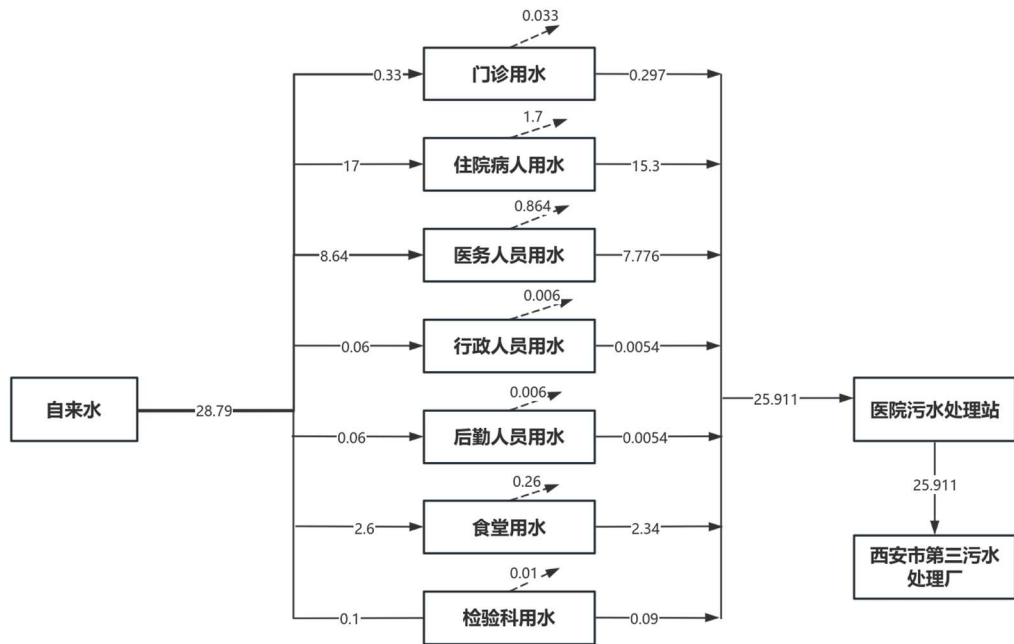 0.033
0.33
门诊用水
0.297
1.7
17
住院病人用水
15.3
0.864
8.64
医务人员用水
7.776
0.006
0.06
行政人员用水
0.0054
自来水
28.79
0.006
0.06
后勤人员用水
0.0054
25.911
医院污水处理站
0.26
2.6
食堂用水
2.34
25.911
西安市第三污水
处理厂
0.01
0.1
检验科用水
0.09